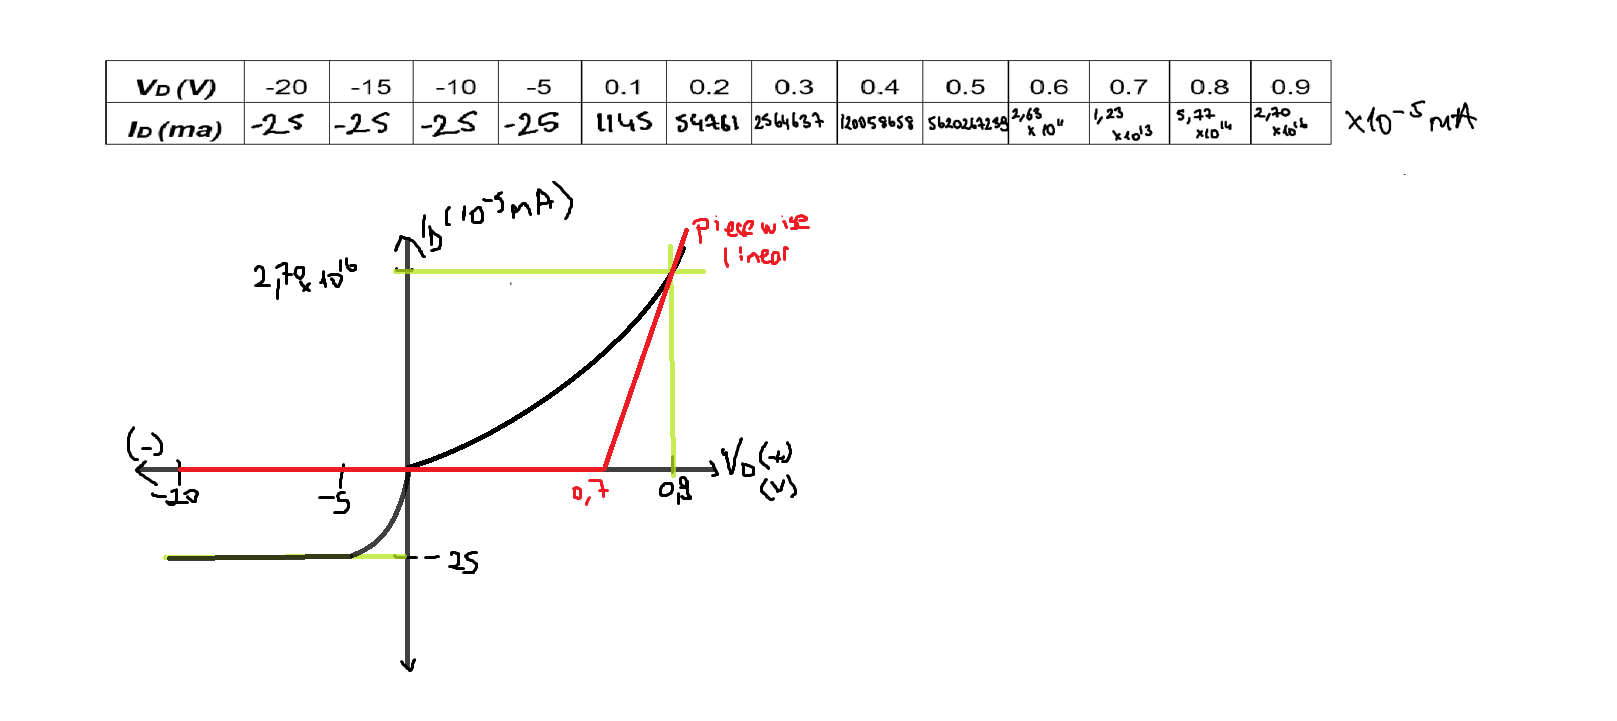 VD (V) -20 -15 -10 -5 0.1 0.2 0.3 0.4 0.5 0.6 0.7 0.8 0.9
ID (ma) -25 -25 -25 -25 1145 54761 2564637 120058658 5620267239 2,63 x 10¹¹ 1,23 x10¹³ 5,77 x10¹⁴ 2,70 x10¹⁶ x10⁻⁵ mA
ID (10⁻⁵ mA)
Piecewise
linear
2,70 x 10¹⁶
(-)
-10
-5
0,7
0,9
VD (+)
(V)
-25